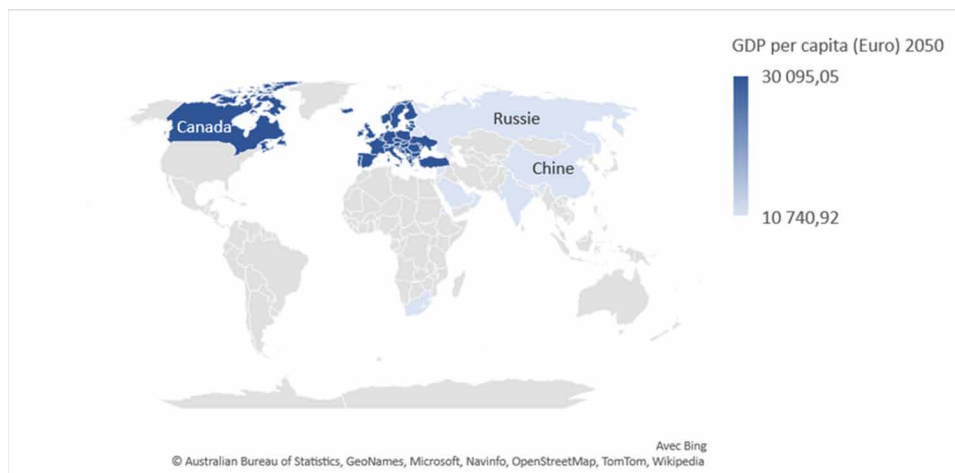 GDP per capita (Euro) 2050
30 095,05
Canada
Russie
Chine
10 740,92
Avec Bing
© Australian Bureau of Statistics, GeoNames, Microsoft, Navinfo, OpenStreetMap, TomTom, Wikipedia